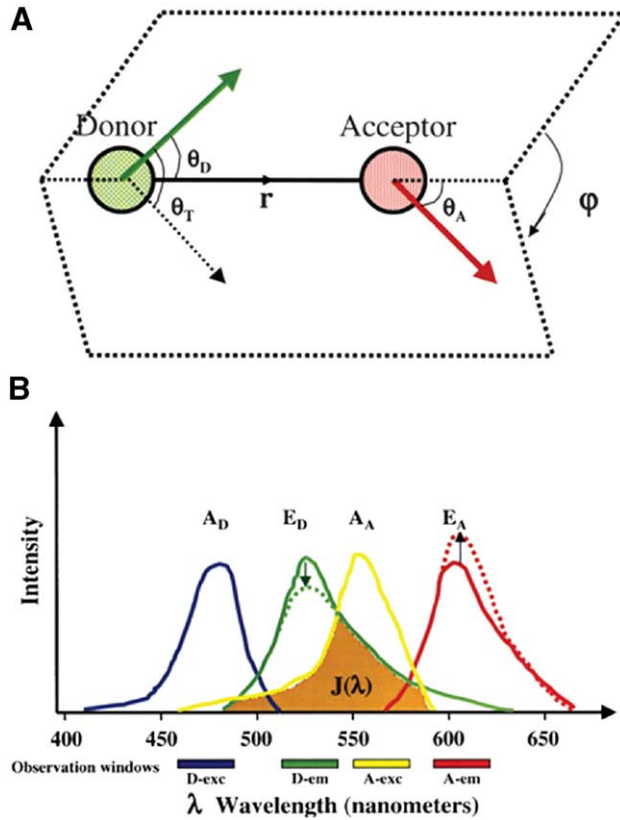 A
Donor
Acceptor
θD
θT
r
θA
φ
B
Intensity
AD
ED
AA
EA
J(λ)
400
450
500
550
600
650
Observation windows
D-exc
D-em
A-exc
A-em
λ Wavelength (nanometers)